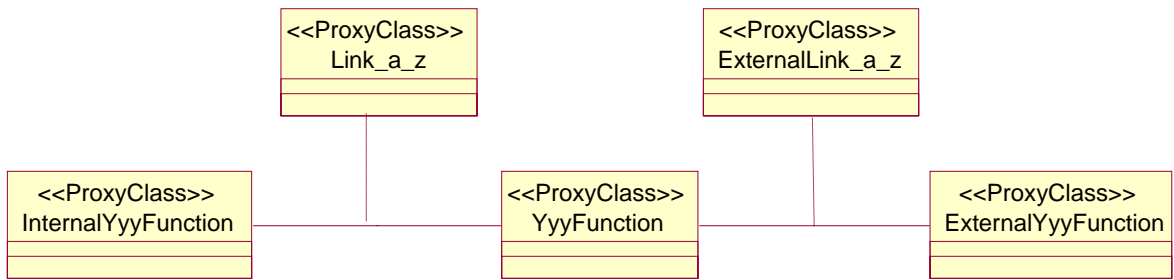 <<ProxyClass>>
Link_a_z
<<ProxyClass>>
ExternalLink_a_z
<<ProxyClass>>
InternalYyyFunction
<<ProxyClass>>
YyyFunction
<<ProxyClass>>
ExternalYyyFunction